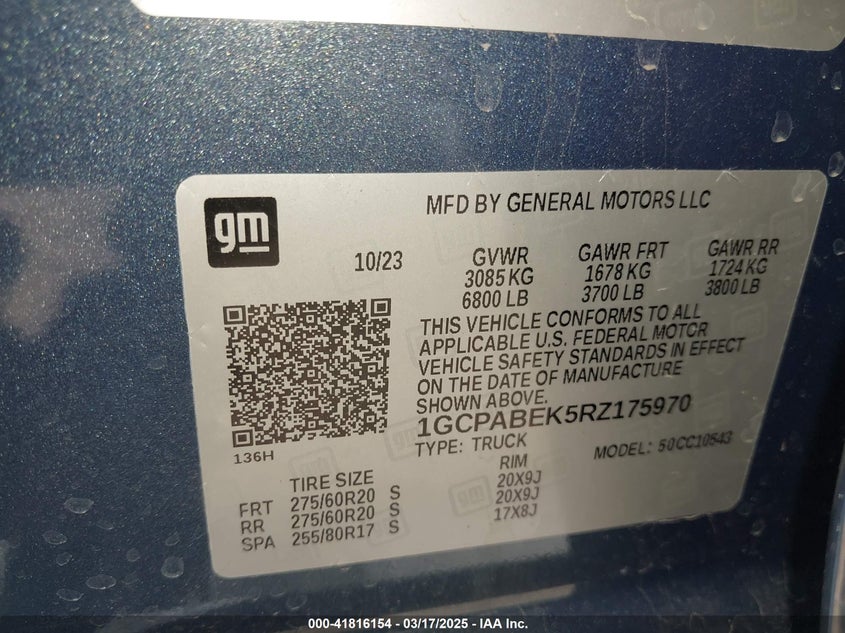 gm
MFD BY GENERAL MOTORS LLC
10/23
GVWR GAWR FRT GAWR RR
3085 KG 1678 KG 1724 KG
6800 LB 3700 LB 3800 LB
THIS VEHICLE CONFORMS TO ALL
APPLICABLE U.S. FEDERAL MOTOR
VEHICLE SAFETY STANDARDS IN EFFECT
ON THE DATE OF MANUFACTURE
SHOWN ABOVE.
1GCPABEK5RZ175970
TYPE: TRUCK MODEL: 50CC10543
136H
TIRE SIZE RIM
FRT 275/60R20 S 20X9J
RR 275/60R20 S 20X9J
SPA 255/80R17 S 17X8J
000-41816154 — 03/17/2025 — IAA Inc.